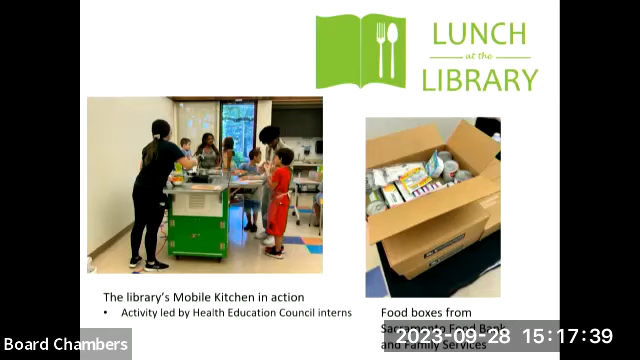 LUNCH
at the
LIBRARY
The library's Mobile Kitchen in action
• Activity led by Health Education Council interns
Food boxes from
Sacramento Food Bank
and Family Services
Board Chambers
2023-09-28 15:17:39